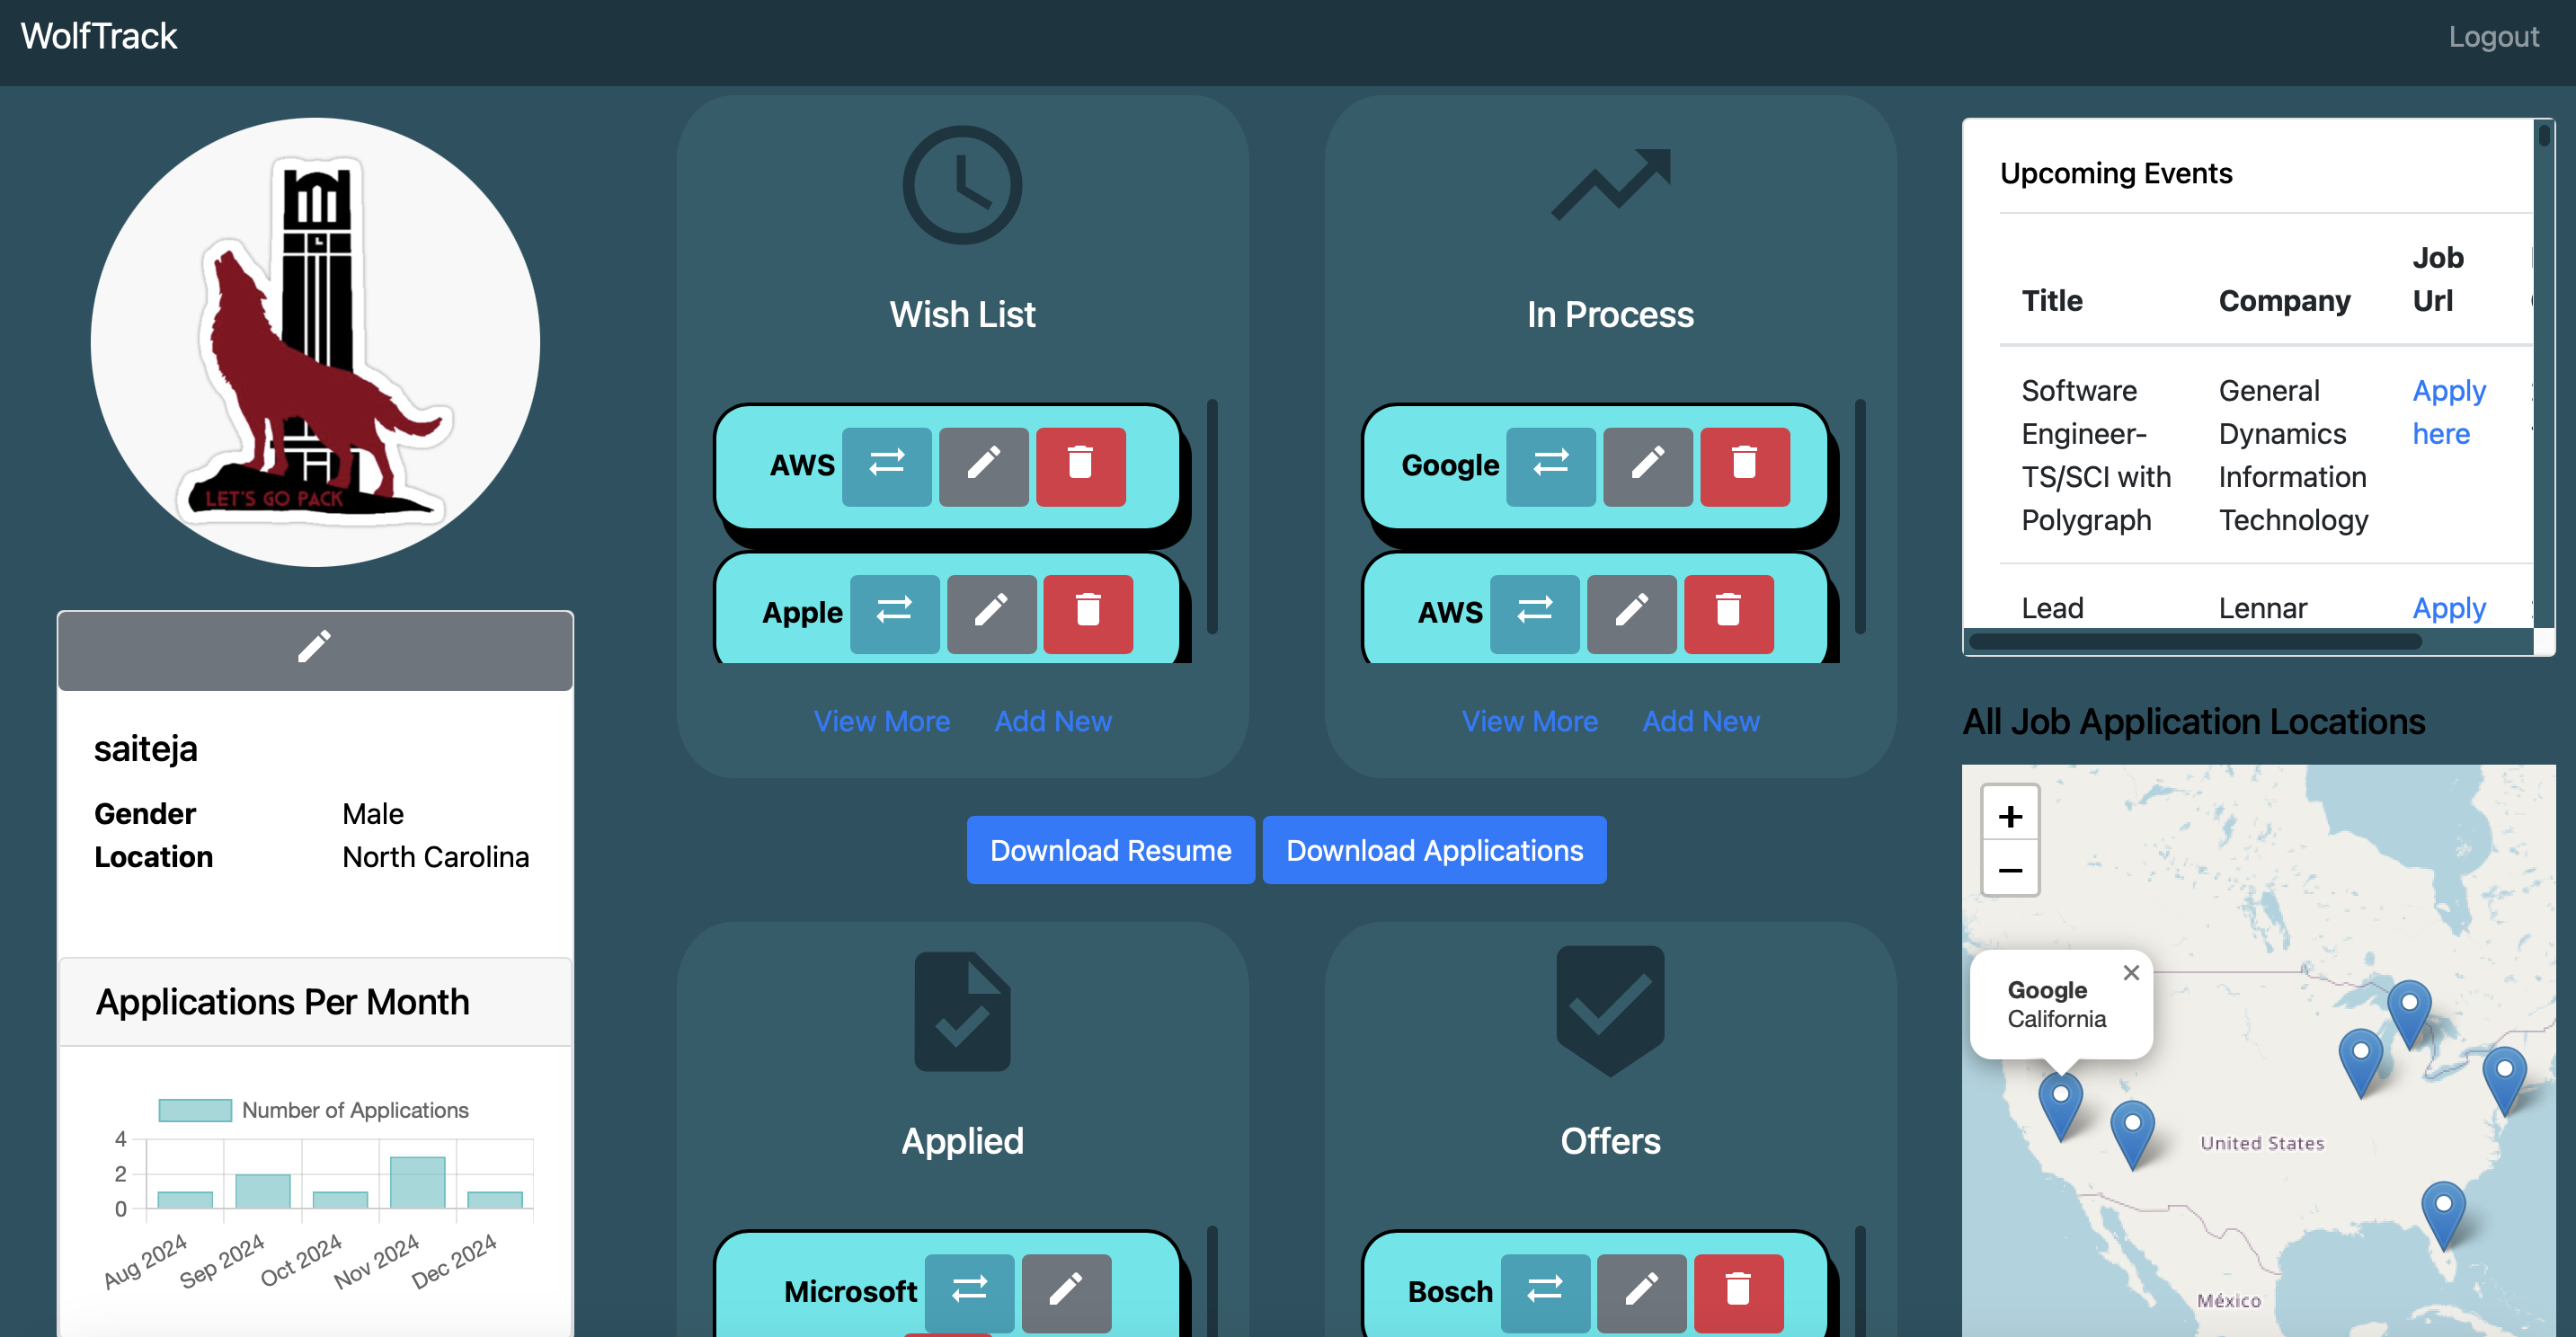 WolfTrack
Logout
LET'S GO PACK
saiteja
Gender Male
Location North Carolina
Applications Per Month
Number of Applications
4
2
0
Aug 2024
Sep 2024
Oct 2024
Nov 2024
Dec 2024
Wish List
AWS
Apple
View More Add New
In Process
Google
AWS
View More Add New
Download Resume
Download Applications
Applied
Microsoft
Offers
Bosch
Upcoming Events
Job
Title Company Url
Software General Apply
Engineer- Dynamics here
TS/SCI with Information
Polygraph Technology
Lead Lennar Apply
All Job Application Locations
+
−
Google
California
×
United States
México